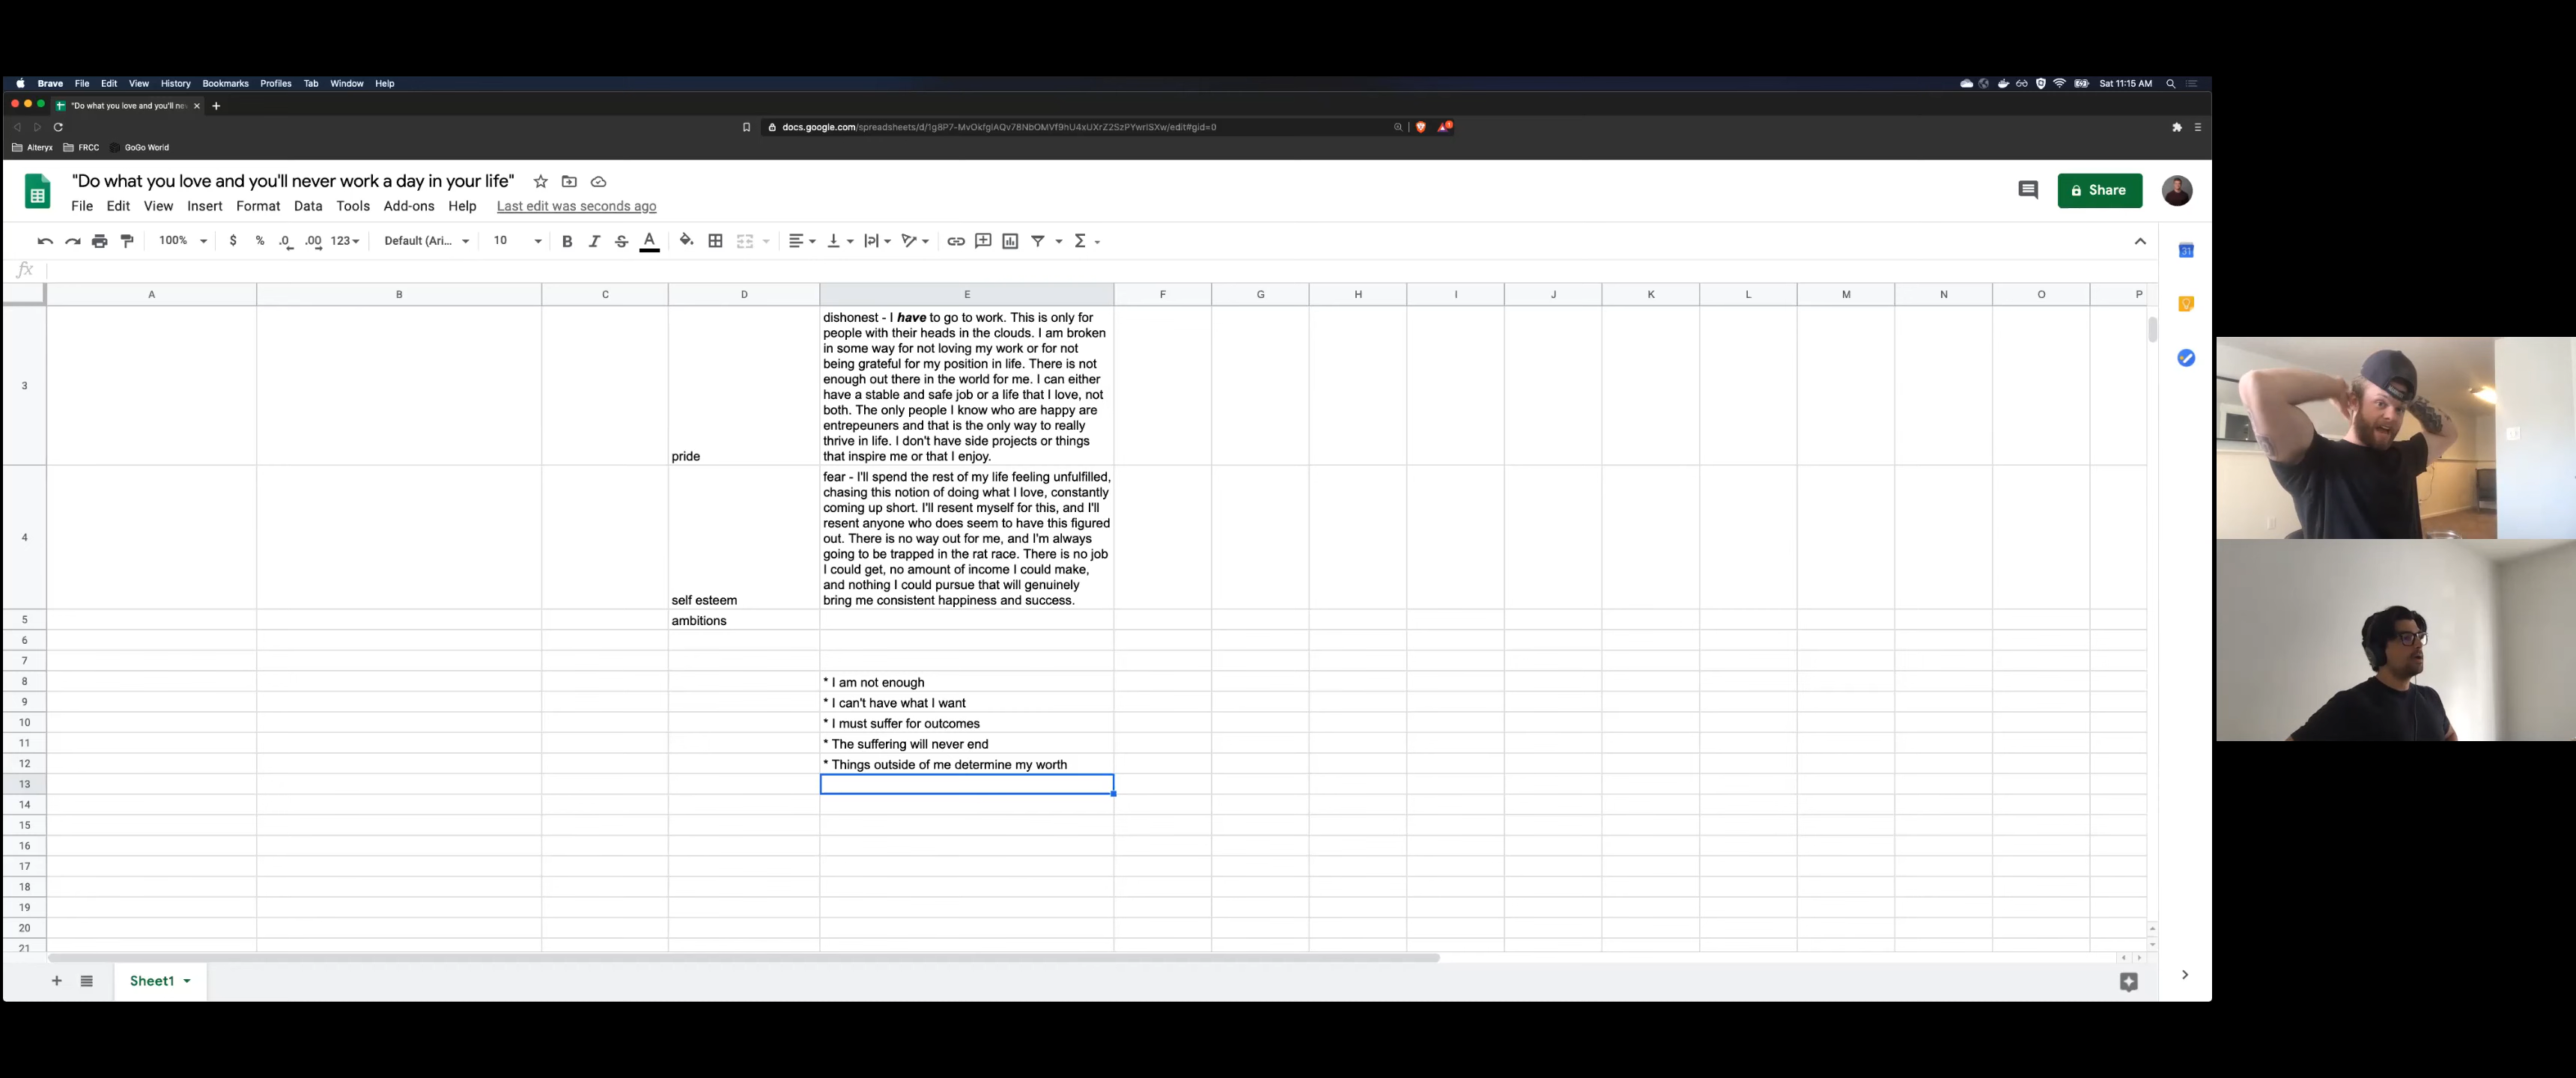 Brave File Edit View History Bookmarks Profiles Tab Window Help
Sat 11:15 AM
"Do what you love and you'll nev
docs.google.com/spreadsheets/d/1g8P7-MvOkfgIAQv78NbOMVf9hU4xUXrZ2SzPYwrISXw/edit#gid=0
Alteryx FRCC GoGo World
"Do what you love and you'll never work a day in your life"
Share
File Edit View Insert Format Data Tools Add-ons Help Last edit was seconds ago
100% $ % .0 .00 123 Default (Ari... 10 B I S A
fx
A B C D E F G H I J K L M N O P
dishonest - I have to go to work. This is only for
people with their heads in the clouds. I am broken
in some way for not loving my work or for not
being grateful for my position in life. There is not
enough out there in the world for me. I can either
have a stable and safe job or a life that I love, not
both. The only people I know who are happy are
entrepeuners and that is the only way to really
thrive in life. I don't have side projects or things
that inspire me or that I enjoy.
3
pride
fear - I'll spend the rest of my life feeling unfulfilled,
chasing this notion of doing what I love, constantly
coming up short. I'll resent myself for this, and I'll
resent anyone who does seem to have this figured
out. There is no way out for me, and I'm always
going to be trapped in the rat race. There is no job
I could get, no amount of income I could make,
and nothing I could pursue that will genuinely
bring me consistent happiness and success.
4
self esteem
5 ambitions
6
7
8 * I am not enough
9 * I can't have what I want
10 * I must suffer for outcomes
11 * The suffering will never end
12 * Things outside of me determine my worth
13
14
15
16
17
18
19
20
21
Sheet1
31